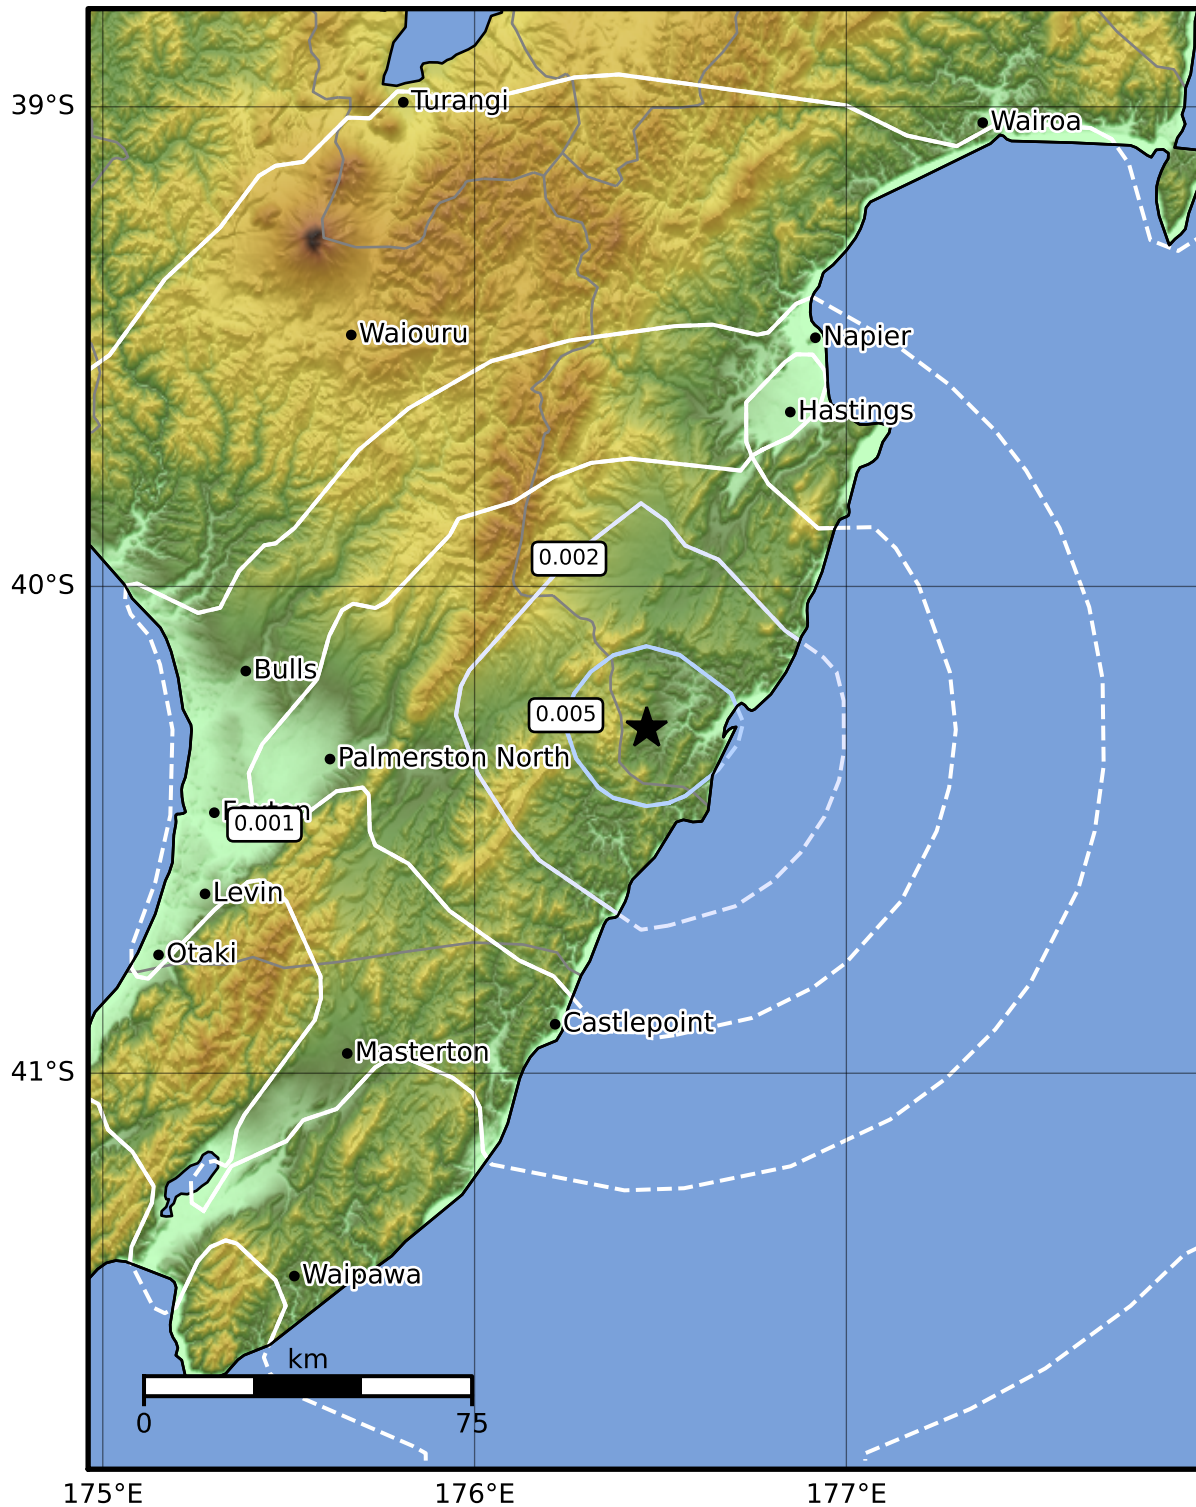 39°S
Turangi
Wairoa
Waiouru
Napier
Hastings
0.002
40°S
Bulls
0.005
Palmerston North
Foxton
0.001
Levin
Otaki
Castlepoint
Masterton
41°S
Waipawa
km
0 75
175°E 176°E 177°E